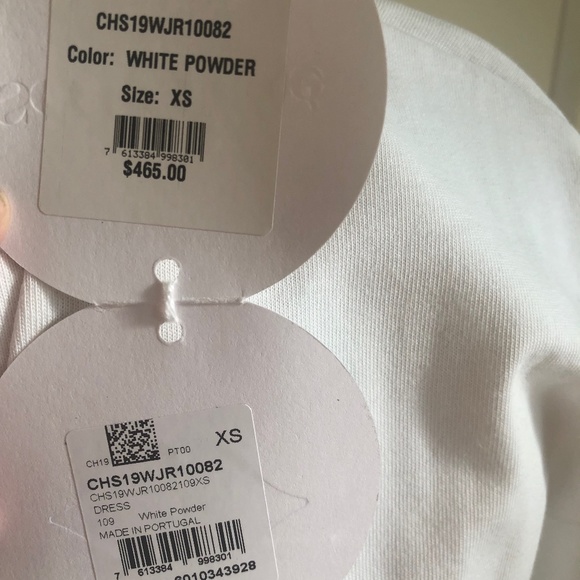 CHS19WJR10082
Color: WHITE POWDER
Size: XS
7 613384 998301
$465.00
XS
CH19 PT00
CHS19WJR10082
CHS19WJR10082109XS
DRESS
109 White Powder
MADE IN PORTUGAL
7 613384 998301
6010343928